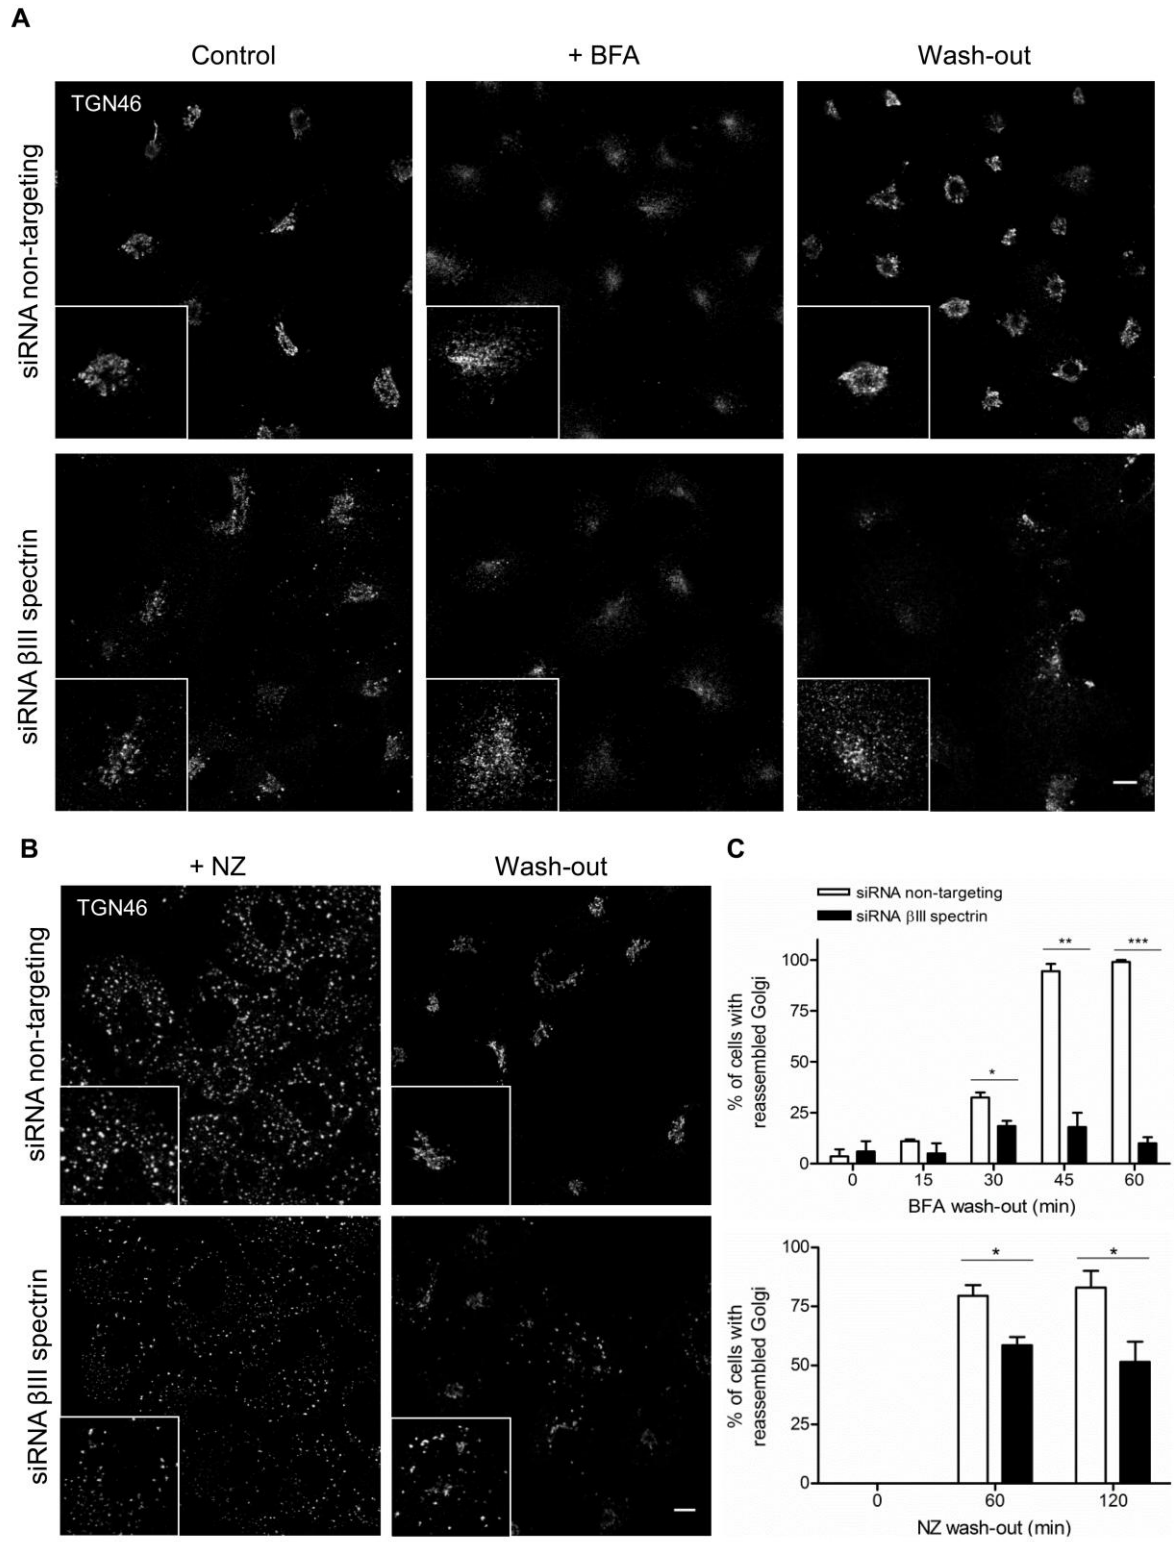 A
Control
+ BFA
Wash-out
siRNA non-targeting
TGN46
siRNA βIII spectrin
B
+ NZ
Wash-out
siRNA non-targeting
TGN46
siRNA βIII spectrin
C
siRNA non-targeting
siRNA βIII spectrin
% of cells with
reassembled Golgi
100
75
50
25
0
*
**
***
0 15 30 45 60
BFA wash-out (min)
% of cells with
reassembled Golgi
100
75
50
25
0
* *
0 60 120
NZ wash-out (min)